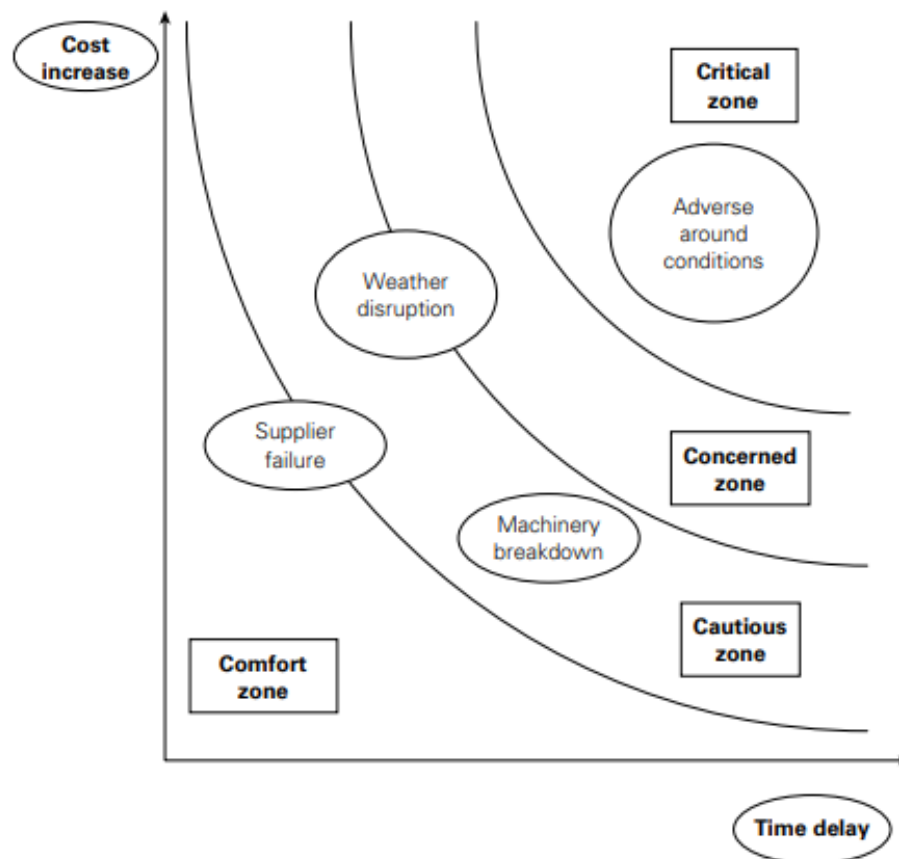 Cost
increase
Critical
zone
Adverse
around
conditions
Weather
disruption
Supplier
failure
Concerned
zone
Machinery
breakdown
Cautious
zone
Comfort
zone
Time delay